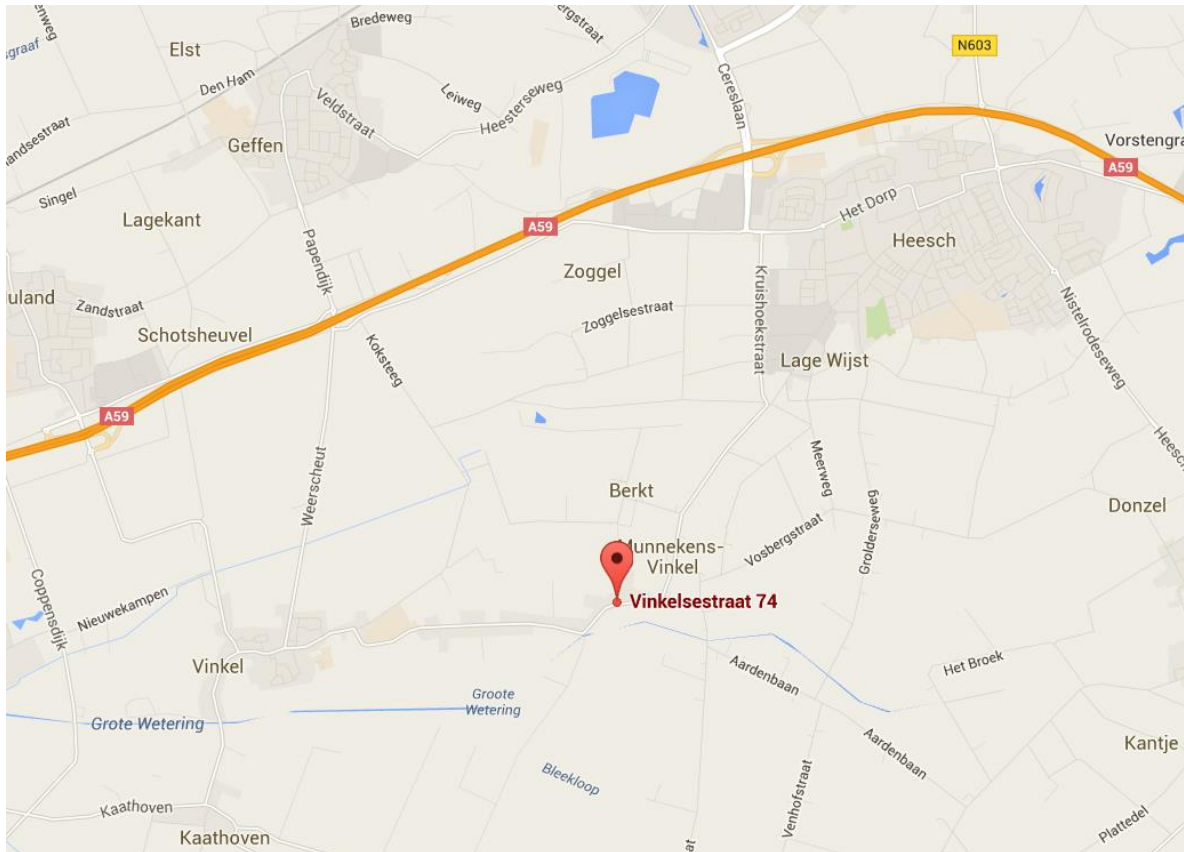 Bredeweg
Elst
N603
Den Ham
Leiweg
Heesterseweg
Cereslaan
Veldstraat
Geffen
Vorstengra
A59
Singel
Lagekant
Papendijk
A59
Het Dorp
Heesch
Zoggel
uland
Zandstraat
Schotsheuvel
Zoggelsestraat
Kruishoekstraat
Nistelrodeseweg
Koksteeg
Lage Wijst
A59
Weerscheut
Meerweg
Heesch
Berkt
Grolderseweg
Donzel
Vosbergstraat
Munnekens-
Vinkel
Coppensdijk
Nieuwekampen
Vinkelsestraat 74
Vinkel
Aardenbaan
Het Broek
Groote
Wetering
Grote Wetering
Aardenbaan
Kantje
Bleekloop
Venhofstraat
Kaathoven
Plattedel
Kaathoven
at